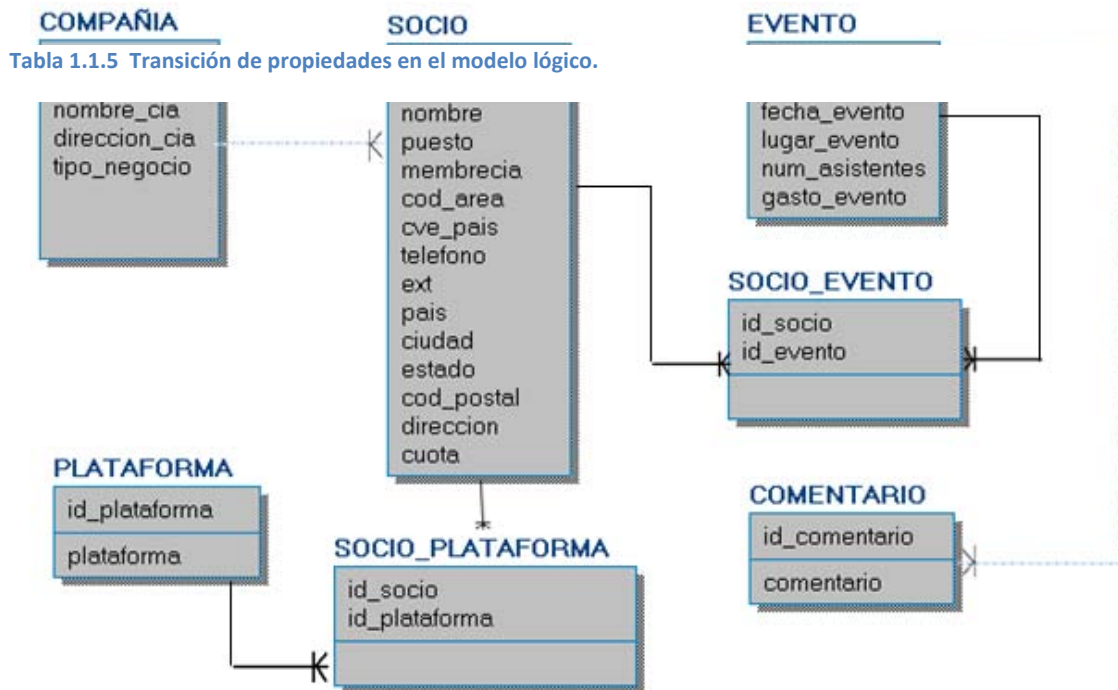 COMPAÑIA
SOCIO
EVENTO
Tabla 1.1.5 Transición de propiedades en el modelo lógico.
nombre_cia
direccion_cia
tipo_negocio
nombre
puesto
membrecia
cod_area
cve_pais
telefono
ext
pais
ciudad
estado
cod_postal
direccion
cuota
fecha_evento
lugar_evento
num_asistentes
gasto_evento
SOCIO_EVENTO
id_socio
id_evento
PLATAFORMA
id_plataforma
plataforma
SOCIO_PLATAFORMA
id_socio
id_plataforma
COMENTARIO
id_comentario
comentario